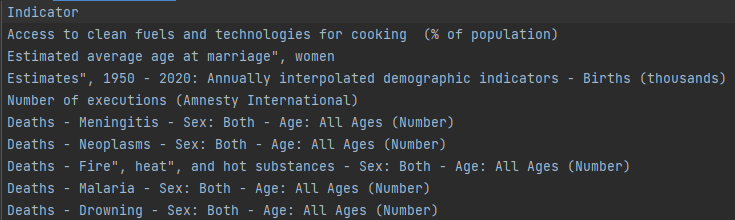 Indicator
Access to clean fuels and technologies for cooking  (% of population)
Estimated average age at marriage", women
Estimates", 1950 - 2020: Annually interpolated demographic indicators - Births (thousands)
Number of executions (Amnesty International)
Deaths - Meningitis - Sex: Both - Age: All Ages (Number)
Deaths - Neoplasms - Sex: Both - Age: All Ages (Number)
Deaths - Fire", heat", and hot substances - Sex: Both - Age: All Ages (Number)
Deaths - Malaria - Sex: Both - Age: All Ages (Number)
Deaths - Drowning - Sex: Both - Age: All Ages (Number)